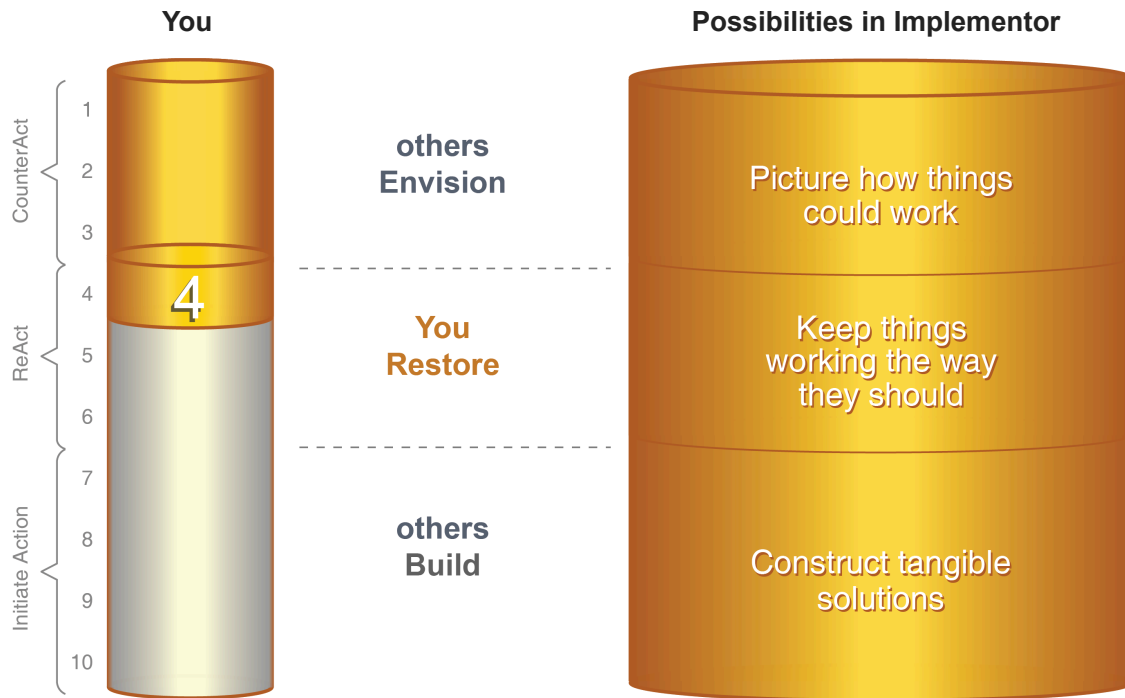 You
Possibilities in Implementor
CounterAct
1
2
3
others
Envision
Picture how things
could work
ReAct
4
4
5
6
You
Restore
Keep things
working the way
they should
Initiate Action
7
8
9
10
others
Build
Construct tangible
solutions